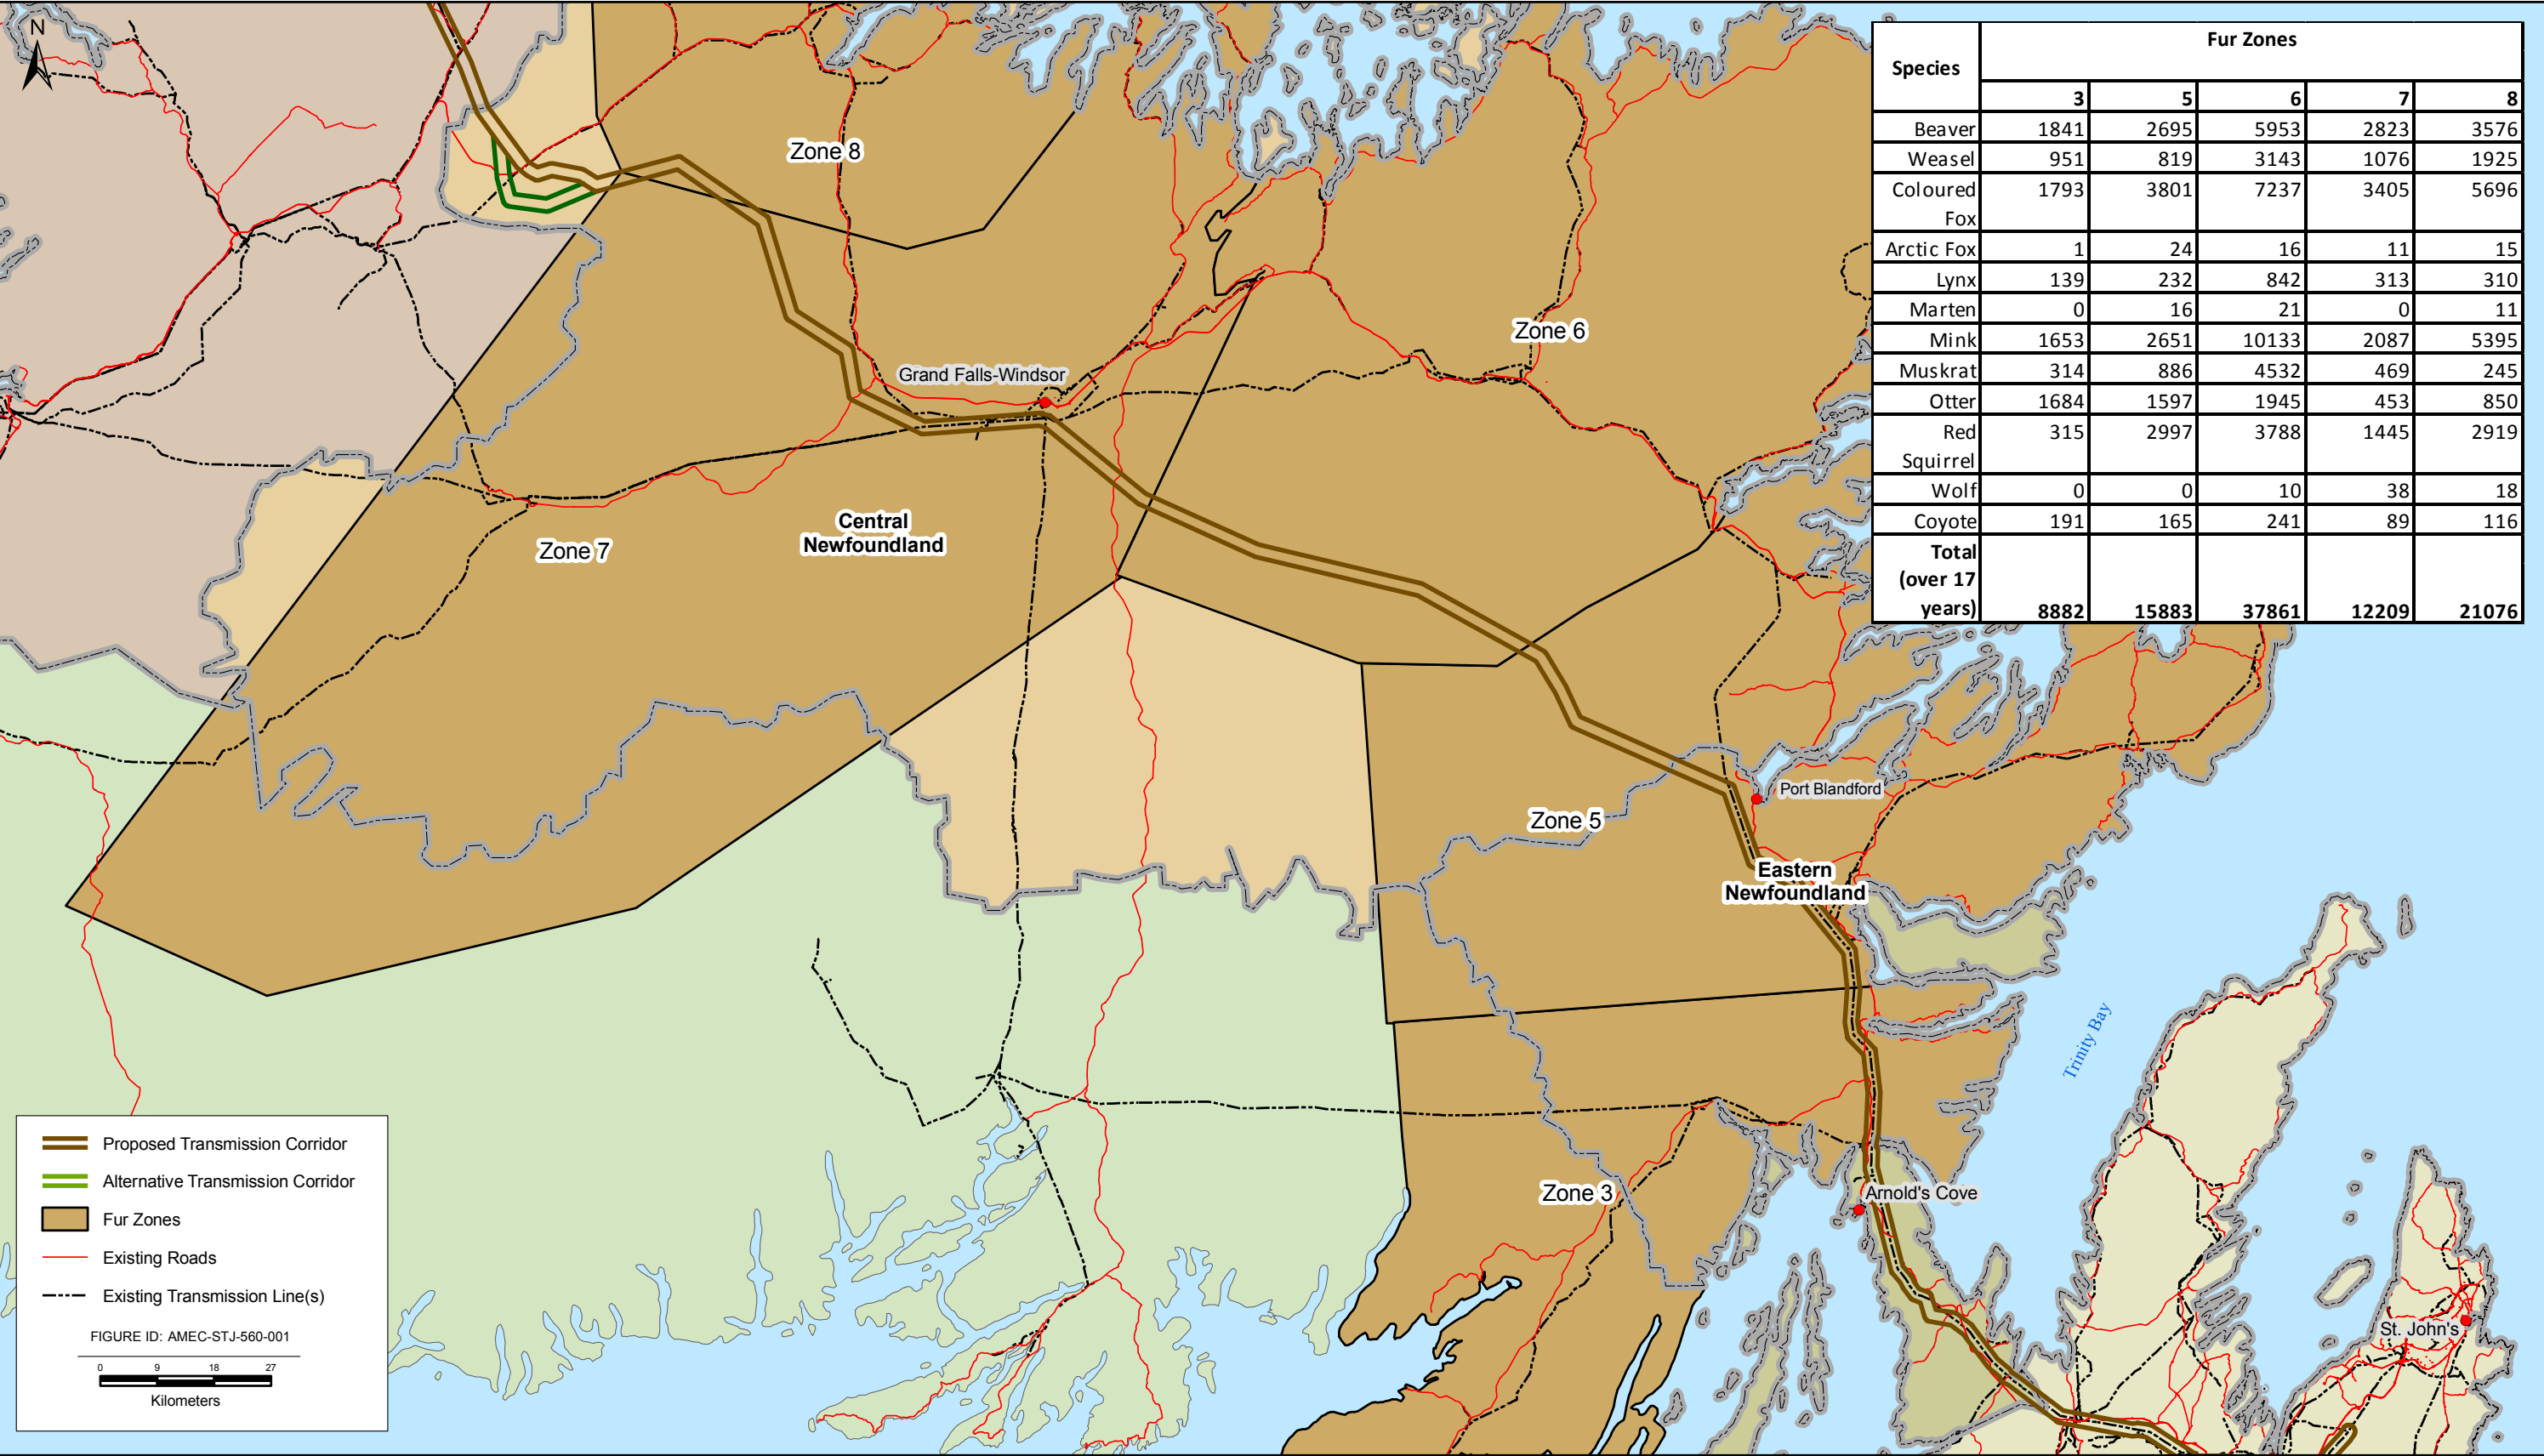 N
Species Fur Zones
3 5 6 7 8
Beaver 1841 2695 5953 2823 3576
Weasel 951 819 3143 1076 1925
Coloured Fox 1793 3801 7237 3405 5696
Arctic Fox 1 24 16 11 15
Lynx 139 232 842 313 310
Marten 0 16 21 0 11
Mink 1653 2651 10133 2087 5395
Muskrat 314 886 4532 469 245
Otter 1684 1597 1945 453 850
Red Squirrel 315 2997 3788 1445 2919
Wolf 0 0 10 38 18
Coyote 191 165 241 89 116
Total (over 17 years) 8882 15883 37861 12209 21076
Zone 8
Zone 6
Grand Falls-Windsor
Central
Newfoundland
Zone 7
Port Blandford
Zone 5
Eastern
Newfoundland
Trinity Bay
Zone 3
Arnold's Cove
St. John's
Proposed Transmission Corridor
Alternative Transmission Corridor
Fur Zones
Existing Roads
Existing Transmission Line(s)
FIGURE ID: AMEC-STJ-560-001
0 9 18 27
Kilometers